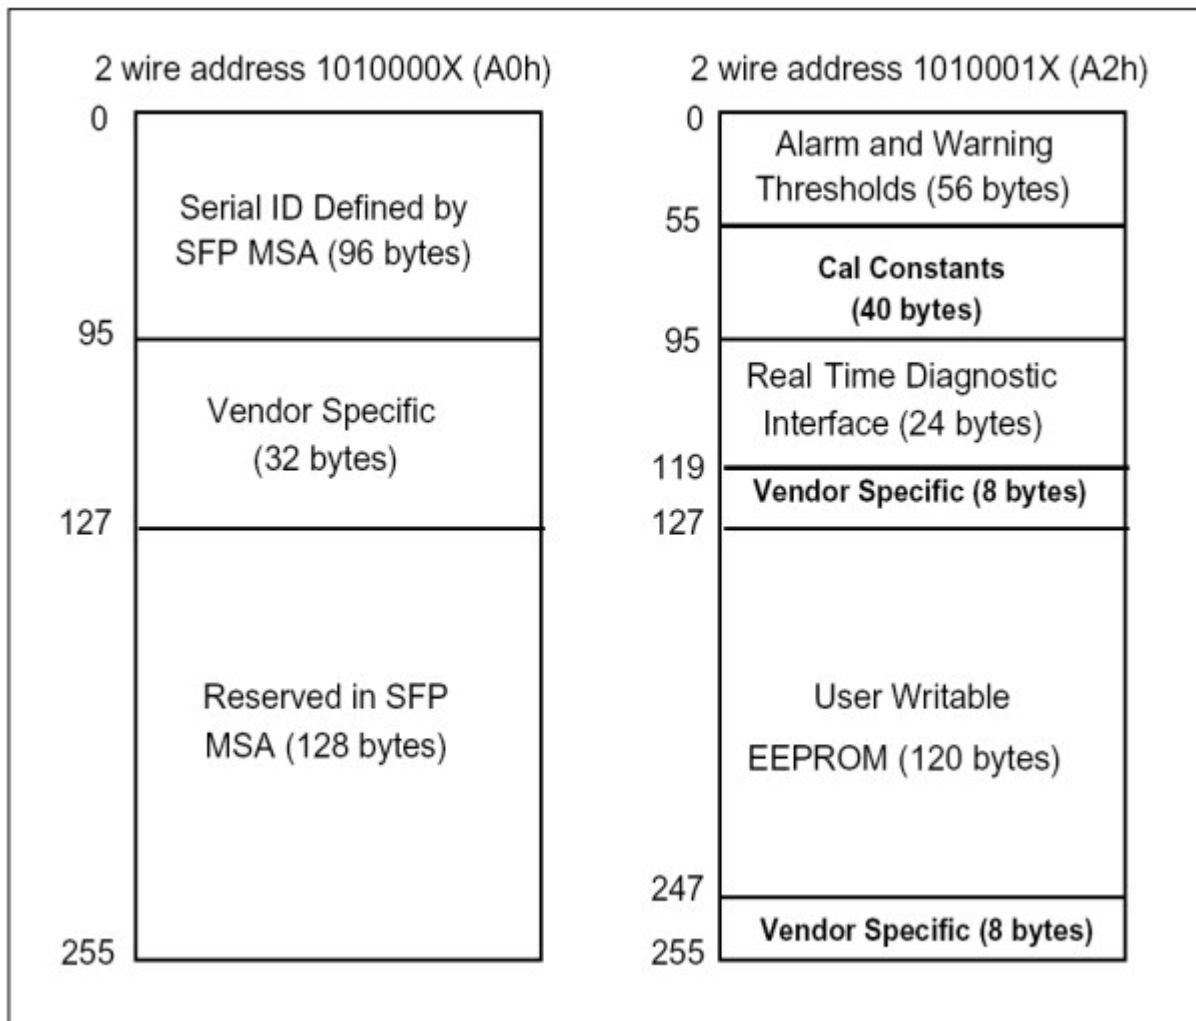 2 wire address 1010000X (A0h)
0
Serial ID Defined by
SFP MSA (96 bytes)
95
Vendor Specific
(32 bytes)
127
Reserved in SFP
MSA (128 bytes)
255
2 wire address 1010001X (A2h)
0
Alarm and Warning
Thresholds (56 bytes)
55
Cal Constants
(40 bytes)
95
Real Time Diagnostic
Interface (24 bytes)
119
Vendor Specific (8 bytes)
127
User Writable
EEPROM (120 bytes)
247
Vendor Specific (8 bytes)
255